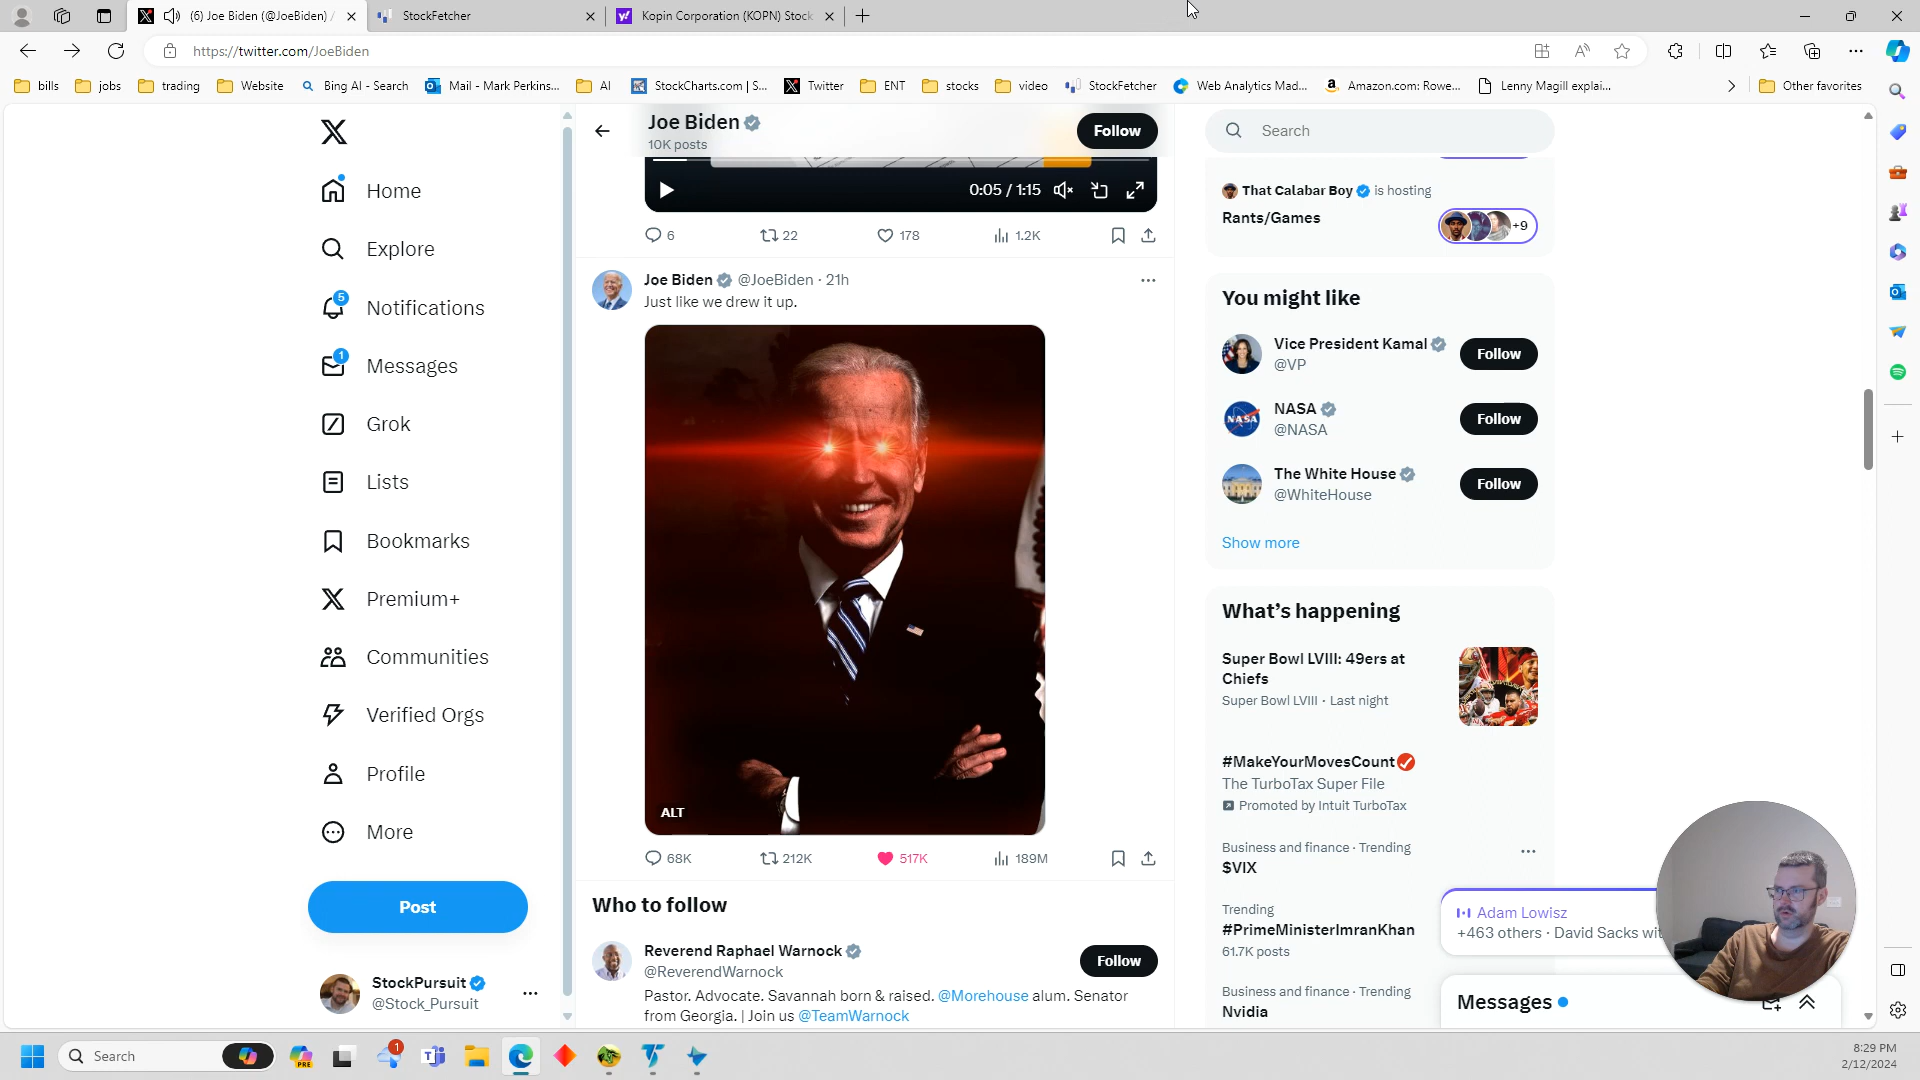 (6) Joe Biden (@JoeBiden) /
StockFetcher
Kopin Corporation (KOPN) Stock
https://twitter.com/JoeBiden
bills
jobs
trading
Website
Bing AI - Search
Mail - Mark Perkins...
AI
StockCharts.com | S...
Twitter
ENT
stocks
video
StockFetcher
Web Analytics Mad...
Amazon.com: Rowe...
Lenny Magill explai...
Other favorites
Home
Explore
5
Notifications
1
Messages
Grok
Lists
Bookmarks
Premium+
Communities
Verified Orgs
Profile
More
Post
StockPursuit
@Stock_Pursuit
Joe Biden
10K posts
Follow
0:05 / 1:15
6
22
178
1.2K
Joe Biden @JoeBiden · 21h
Just like we drew it up.
ALT
68K
212K
517K
189M
Who to follow
Reverend Raphael Warnock
@ReverendWarnock
Follow
Pastor. Advocate. Savannah born & raised. @Morehouse alum. Senator
from Georgia. | Join us @TeamWarnock
Search
That Calabar Boy is hosting
Rants/Games
+9
You might like
Vice President Kamal
@VP
Follow
NASA
@NASA
Follow
The White House
@WhiteHouse
Follow
Show more
What's happening
Super Bowl LVIII: 49ers at
Chiefs
Super Bowl LVIII · Last night
#MakeYourMovesCount
The TurboTax Super File
Promoted by Intuit TurboTax
Business and finance · Trending
$VIX
Trending
#PrimeMinisterImranKhan
61.7K posts
Business and finance · Trending
Nvidia
Adam Lowisz
+463 others · David Sacks wit
Messages
Search
PRE
1
8:29 PM
2/12/2024